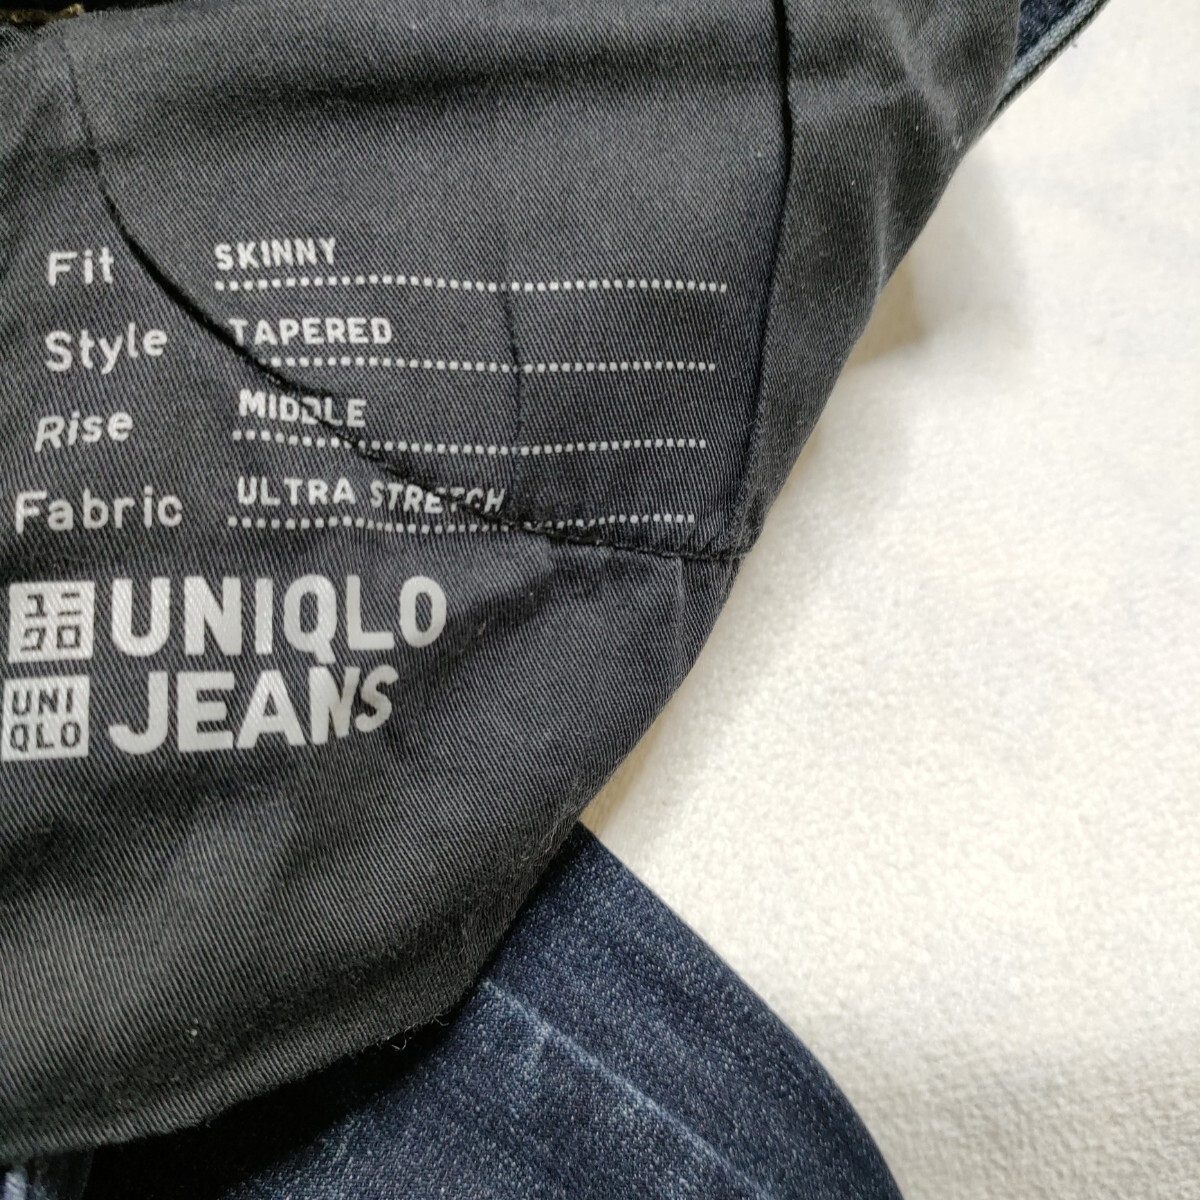 Fit SKINNY
Style TAPERED
Rise MIDDLE
Fabric ULTRA STRETCH
ユニ
クロ
UNIQLO
UNI
QLO
JEANS